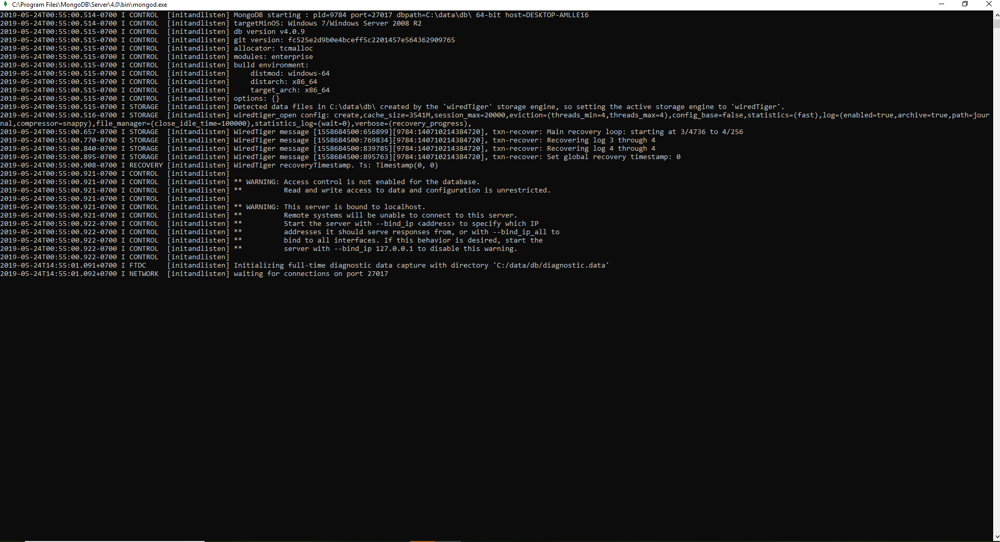 C:\Program Files\MongoDB\Server\4.0\bin\mongod.exe
2019-05-24T00:55:00.514-0700 I CONTROL  [initandlisten] MongoDB starting : pid=9784 port=27017 dbpath=C:\data\db\ 64-bit host=DESKTOP-AMLLE16
2019-05-24T00:55:00.514-0700 I CONTROL  [initandlisten] targetMinOS: Windows 7/Windows Server 2008 R2
2019-05-24T00:55:00.515-0700 I CONTROL  [initandlisten] db version v4.0.9
2019-05-24T00:55:00.515-0700 I CONTROL  [initandlisten] git version: fc525e2d9b0e4bceff5c2201457e564362909765
2019-05-24T00:55:00.515-0700 I CONTROL  [initandlisten] allocator: tcmalloc
2019-05-24T00:55:00.515-0700 I CONTROL  [initandlisten] modules: enterprise
2019-05-24T00:55:00.515-0700 I CONTROL  [initandlisten] build environment:
2019-05-24T00:55:00.515-0700 I CONTROL  [initandlisten]     distmod: windows-64
2019-05-24T00:55:00.515-0700 I CONTROL  [initandlisten]     distarch: x86_64
2019-05-24T00:55:00.515-0700 I CONTROL  [initandlisten]     target_arch: x86_64
2019-05-24T00:55:00.515-0700 I CONTROL  [initandlisten] options: {}
2019-05-24T00:55:00.515-0700 I STORAGE  [initandlisten] Detected data files in C:\data\db\ created by the 'wiredTiger' storage engine, so setting the active storage engine to 'wiredTiger'.
2019-05-24T00:55:00.516-0700 I STORAGE  [initandlisten] wiredtiger_open config: create,cache_size=3541M,session_max=20000,eviction=(threads_min=4,threads_max=4),config_base=false,statistics=(fast),log=(enabled=true,archive=true,path=jour
nal,compressor=snappy),file_manager=(close_idle_time=100000),statistics_log=(wait=0),verbose=(recovery_progress),
2019-05-24T00:55:00.657-0700 I STORAGE  [initandlisten] WiredTiger message [1558684500:656899][9784:140710214384720], txn-recover: Main recovery loop: starting at 3/4736 to 4/256
2019-05-24T00:55:00.770-0700 I STORAGE  [initandlisten] WiredTiger message [1558684500:769834][9784:140710214384720], txn-recover: Recovering log 3 through 4
2019-05-24T00:55:00.840-0700 I STORAGE  [initandlisten] WiredTiger message [1558684500:839785][9784:140710214384720], txn-recover: Recovering log 4 through 4
2019-05-24T00:55:00.895-0700 I STORAGE  [initandlisten] WiredTiger message [1558684500:895763][9784:140710214384720], txn-recover: Set global recovery timestamp: 0
2019-05-24T00:55:00.908-0700 I RECOVERY [initandlisten] WiredTiger recoveryTimestamp. Ts: Timestamp(0, 0)
2019-05-24T00:55:00.921-0700 I CONTROL  [initandlisten]
2019-05-24T00:55:00.921-0700 I CONTROL  [initandlisten] ** WARNING: Access control is not enabled for the database.
2019-05-24T00:55:00.921-0700 I CONTROL  [initandlisten] **          Read and write access to data and configuration is unrestricted.
2019-05-24T00:55:00.921-0700 I CONTROL  [initandlisten]
2019-05-24T00:55:00.921-0700 I CONTROL  [initandlisten] ** WARNING: This server is bound to localhost.
2019-05-24T00:55:00.921-0700 I CONTROL  [initandlisten] **          Remote systems will be unable to connect to this server.
2019-05-24T00:55:00.922-0700 I CONTROL  [initandlisten] **          Start the server with --bind_ip <address> to specify which IP
2019-05-24T00:55:00.922-0700 I CONTROL  [initandlisten] **          addresses it should serve responses from, or with --bind_ip_all to
2019-05-24T00:55:00.922-0700 I CONTROL  [initandlisten] **          bind to all interfaces. If this behavior is desired, start the
2019-05-24T00:55:00.922-0700 I CONTROL  [initandlisten] **          server with --bind_ip 127.0.0.1 to disable this warning.
2019-05-24T00:55:00.922-0700 I CONTROL  [initandlisten]
2019-05-24T14:55:01.091+0700 I FTDC     [initandlisten] Initializing full-time diagnostic data capture with directory 'C:/data/db/diagnostic.data'
2019-05-24T14:55:01.092+0700 I NETWORK  [initandlisten] waiting for connections on port 27017